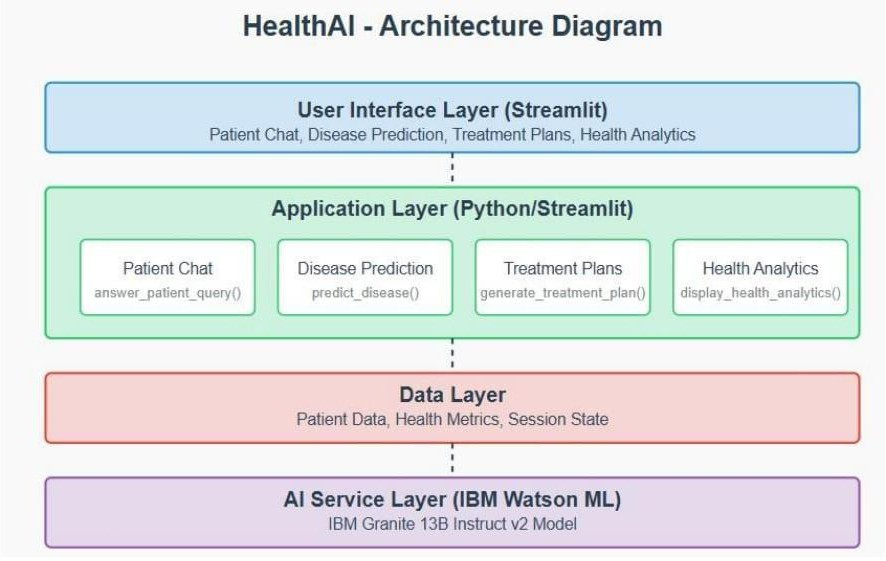 HealthAI - Architecture Diagram
User Interface Layer (Streamlit)
Patient Chat, Disease Prediction, Treatment Plans, Health Analytics
Application Layer (Python/Streamlit)
Patient Chat
answer_patient_query()
Disease Prediction
predict_disease()
Treatment Plans
generate_treatment_plan()
Health Analytics
display_health_analytics()
Data Layer
Patient Data, Health Metrics, Session State
AI Service Layer (IBM Watson ML)
IBM Granite 13B Instruct v2 Model